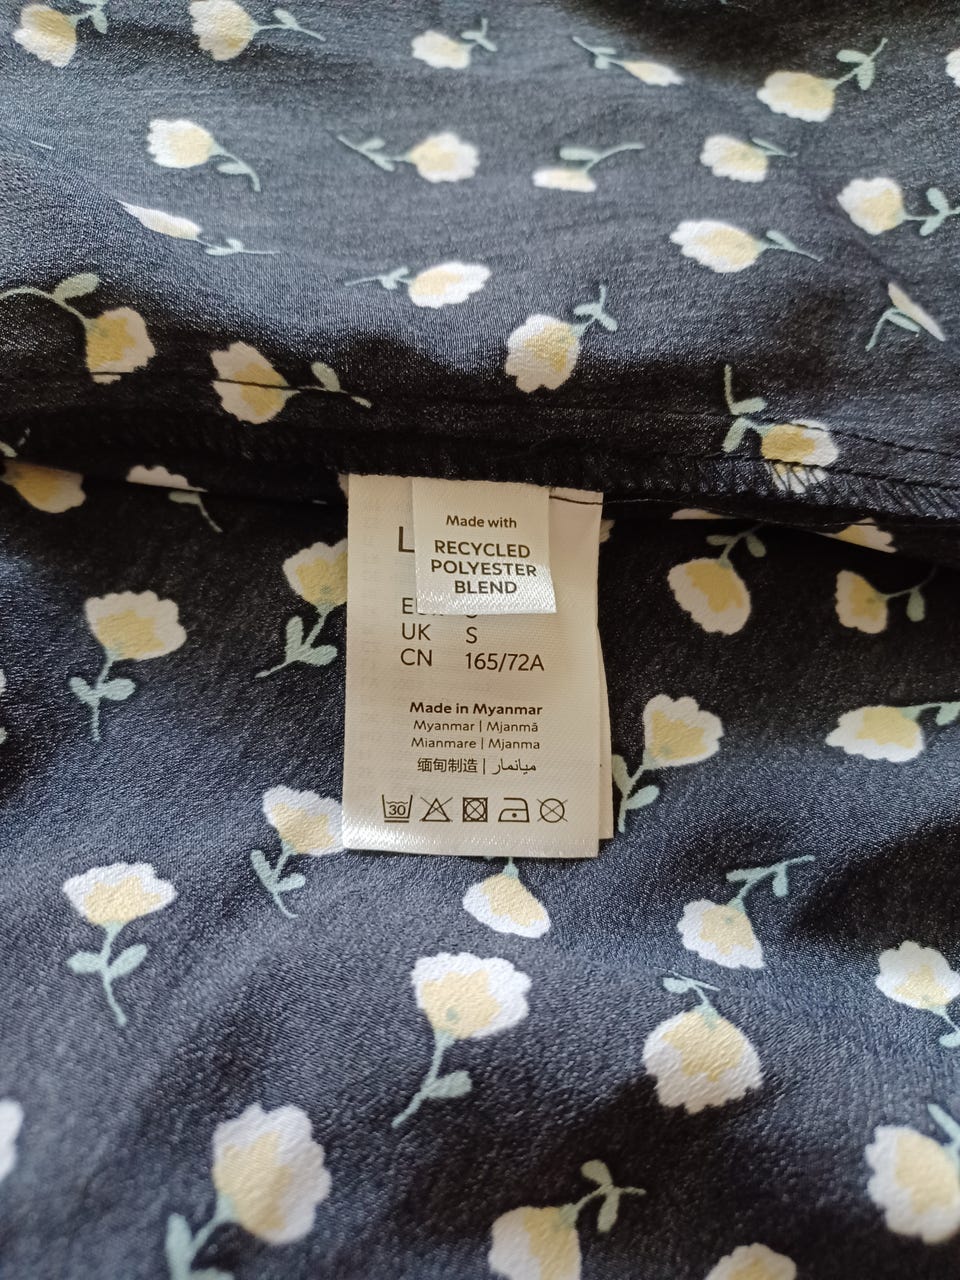 Made with
RECYCLED
POLYESTER
BLEND
UK S
CN 165/72A
Made in Myanmar
Myanmar | Mjanmā
Mianmare | Mjanma
缅甸制造 | ميانمار
30